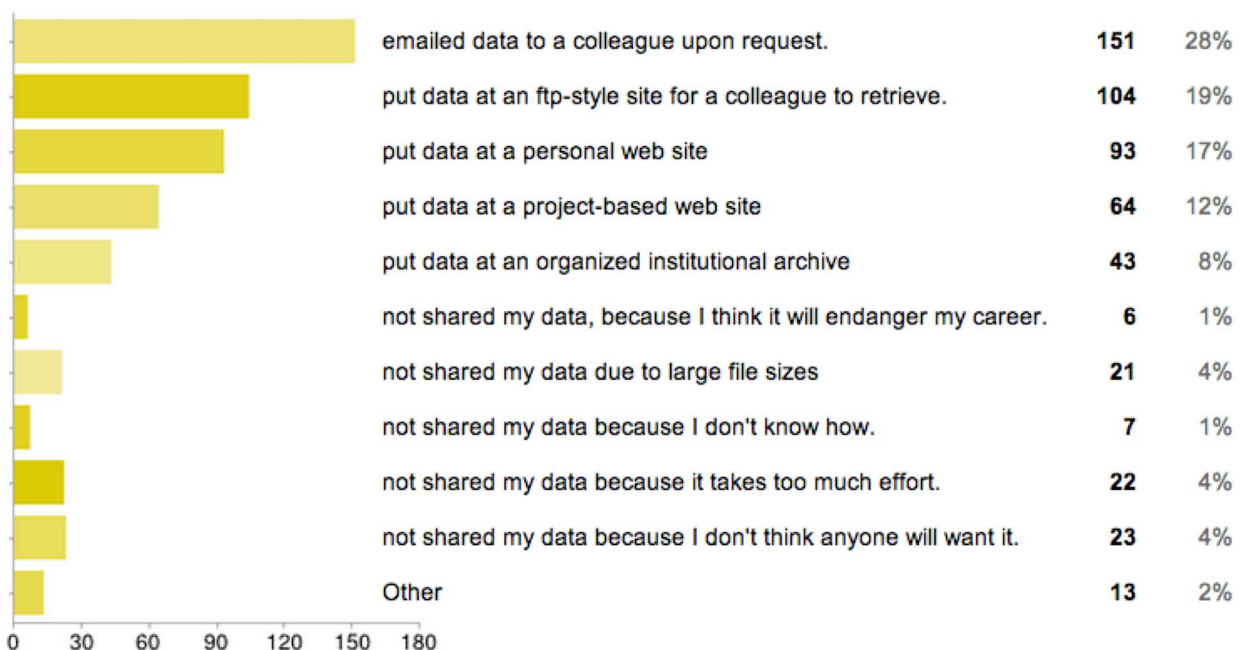 emailed data to a colleague upon request. 151 28%
put data at an ftp-style site for a colleague to retrieve. 104 19%
put data at a personal web site 93 17%
put data at a project-based web site 64 12%
put data at an organized institutional archive 43 8%
not shared my data, because I think it will endanger my career. 6 1%
not shared my data due to large file sizes 21 4%
not shared my data because I don't know how. 7 1%
not shared my data because it takes too much effort. 22 4%
not shared my data because I don't think anyone will want it. 23 4%
Other 13 2%
0 30 60 90 120 150 180